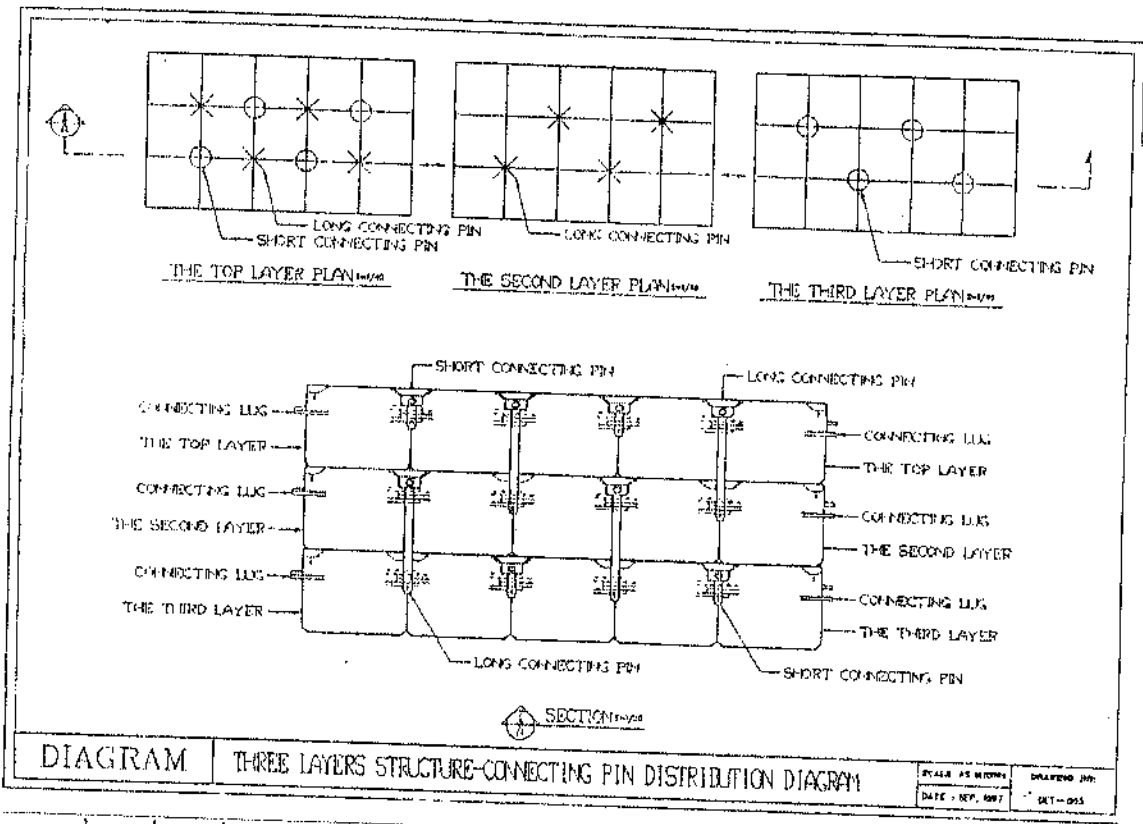 A
LONG CONNECTING PIN
SHORT CONNECTING PIN
THE TOP LAYER PLAN
LONG CONNECTING PIN
THE SECOND LAYER PLAN
SHORT CONNECTING PIN
THE THIRD LAYER PLAN
SHORT CONNECTING PIN
LONG CONNECTING PIN
CONNECTING LUG
THE TOP LAYER
CONNECTING LUG
THE SECOND LAYER
CONNECTING LUG
THE THIRD LAYER
CONNECTING LUG
THE TOP LAYER
CONNECTING LUG
THE SECOND LAYER
CONNECTING LUG
THE THIRD LAYER
LONG CONNECTING PIN
SHORT CONNECTING PIN
A
SECTION
DIAGRAM
THREE LAYERS STRUCTURE-CONNECTING PIN DISTRIBUTION DIAGRAM
SCALE AS SHOWN
DATE : SEP, 1997
DRAWING NO: